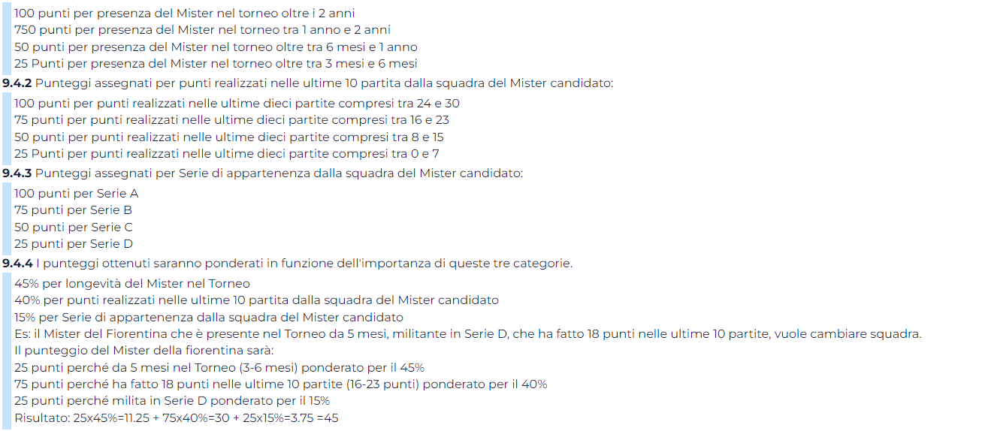 100 punti per presenza del Mister nel torneo oltre i 2 anni
750 punti per presenza del Mister nel torneo tra 1 anno e 2 anni
50 punti per presenza del Mister nel torneo oltre tra 6 mesi e 1 anno
25 Punti per presenza del Mister nel torneo oltre tra 3 mesi e 6 mesi
9.4.2 Punteggi assegnati per punti realizzati nelle ultime 10 partita dalla squadra del Mister candidato:
100 punti per punti realizzati nelle ultime dieci partite compresi tra 24 e 30
75 punti per punti realizzati nelle ultime dieci partite compresi tra 16 e 23
50 punti per punti realizzati nelle ultime dieci partite compresi tra 8 e 15
25 Punti per punti realizzati nelle ultime dieci partite compresi tra 0 e 7
9.4.3 Punteggi assegnati per Serie di appartenenza dalla squadra del Mister candidato:
100 punti per Serie A
75 punti per Serie B
50 punti per Serie C
25 punti per Serie D
9.4.4 I punteggi ottenuti saranno ponderati in funzione dell'importanza di queste tre categorie.
45% per longevità del Mister nel Torneo
40% per punti realizzati nelle ultime 10 partita dalla squadra del Mister candidato
15% per Serie di appartenenza dalla squadra del Mister candidato
Es: il Mister del Fiorentina che è presente nel Torneo da 5 mesi, militante in Serie D, che ha fatto 18 punti nelle ultime 10 partite, vuole cambiare squadra.
Il punteggio del Mister della fiorentina sarà:
25 punti perché da 5 mesi nel Torneo (3-6 mesi) ponderato per il 45%
75 punti perché ha fatto 18 punti nelle ultime 10 partite (16-23 punti) ponderato per il 40%
25 punti perché milita in Serie D ponderato per il 15%
Risultato: 25x45%=11.25 + 75x40%=30 + 25x15%=3.75 =45